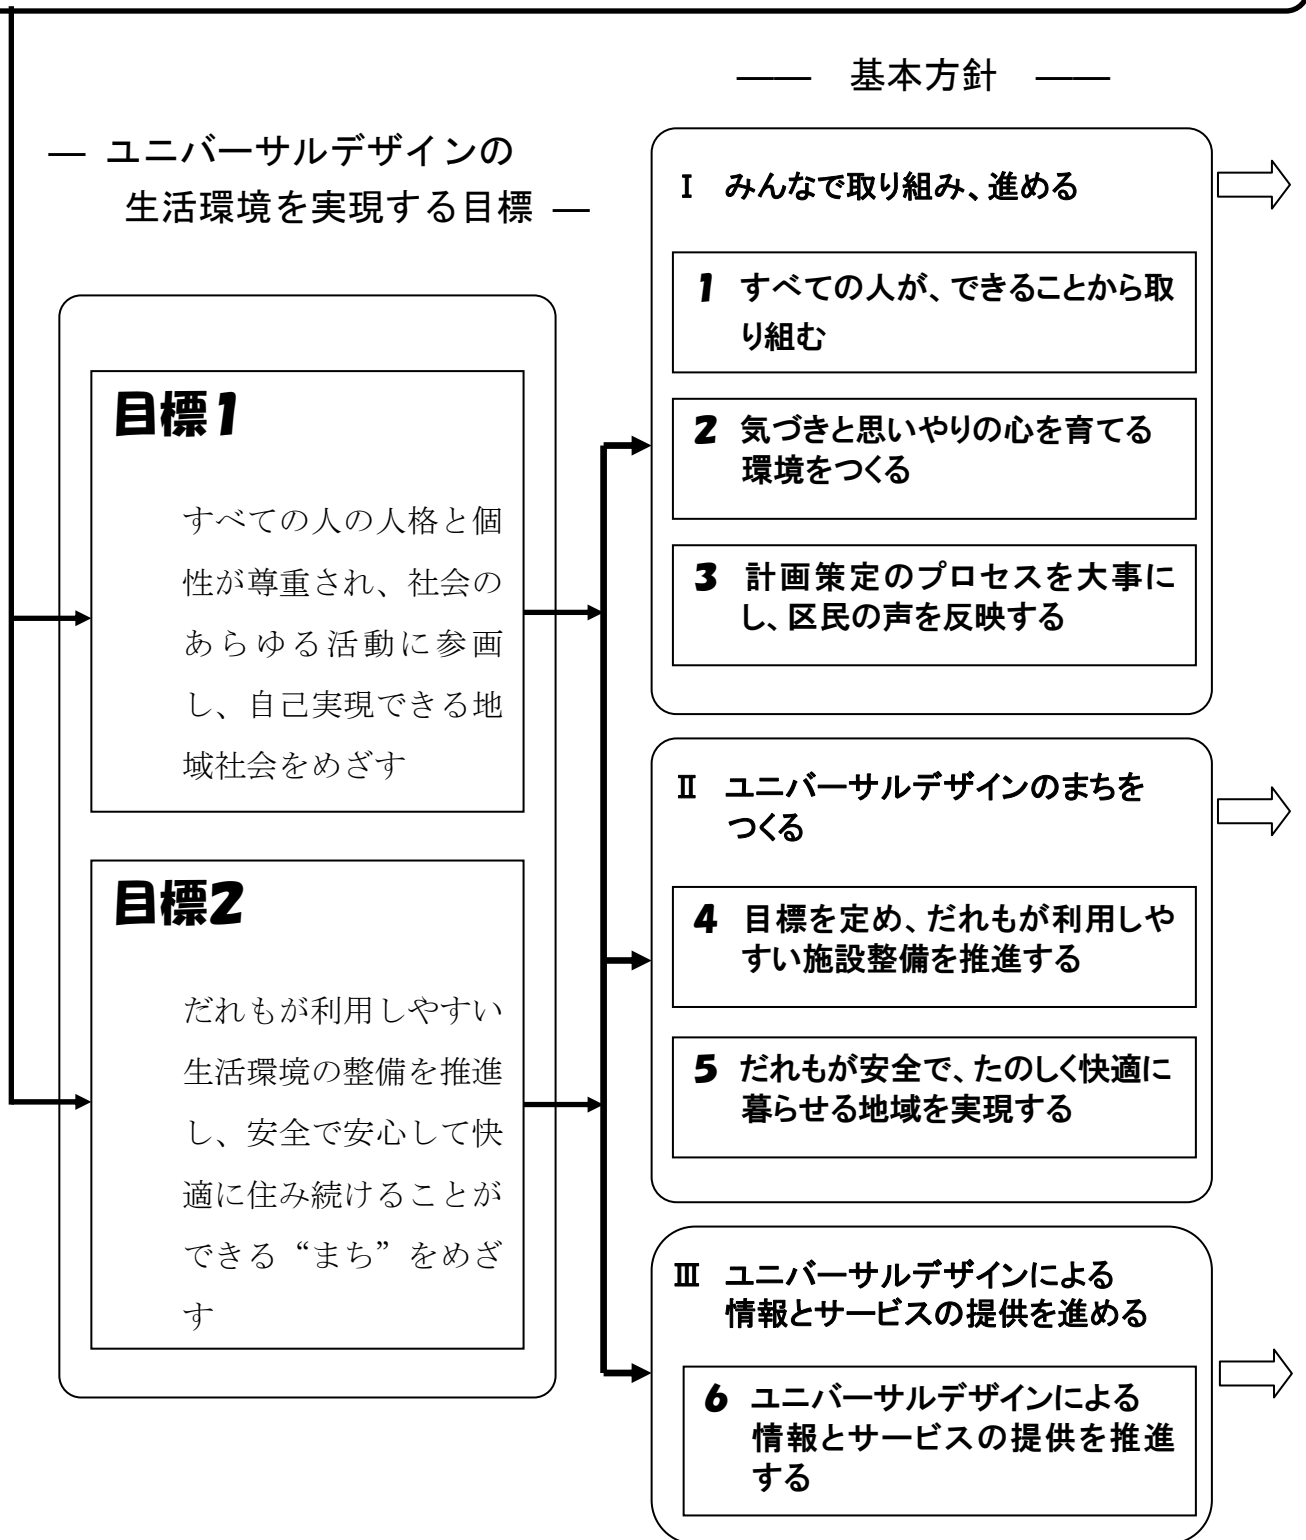 ― ユニバーサルデザインの
生活環境を実現する目標 ―
目標1
すべての人の人格と個
性が尊重され、社会の
あらゆる活動に参画
し、自己実現できる地
域社会をめざす
目標2
だれもが利用しやすい
生活環境の整備を推進
し、安全で安心して快
適に住み続けることが
できる“まち”をめざ
す
―― 基本方針 ――
Ⅰ みんなで取り組み、進める
1 すべての人が、できることから取
り組む
2 気づきと思いやりの心を育てる
環境をつくる
3 計画策定のプロセスを大事に
し、区民の声を反映する
Ⅱ ユニバーサルデザインのまちを
つくる
4 目標を定め、だれもが利用しや
すい施設整備を推進する
5 だれもが安全で、たのしく快適に
暮らせる地域を実現する
Ⅲ ユニバーサルデザインによる
情報とサービスの提供を進める
6 ユニバーサルデザインによる
情報とサービスの提供を推進
する